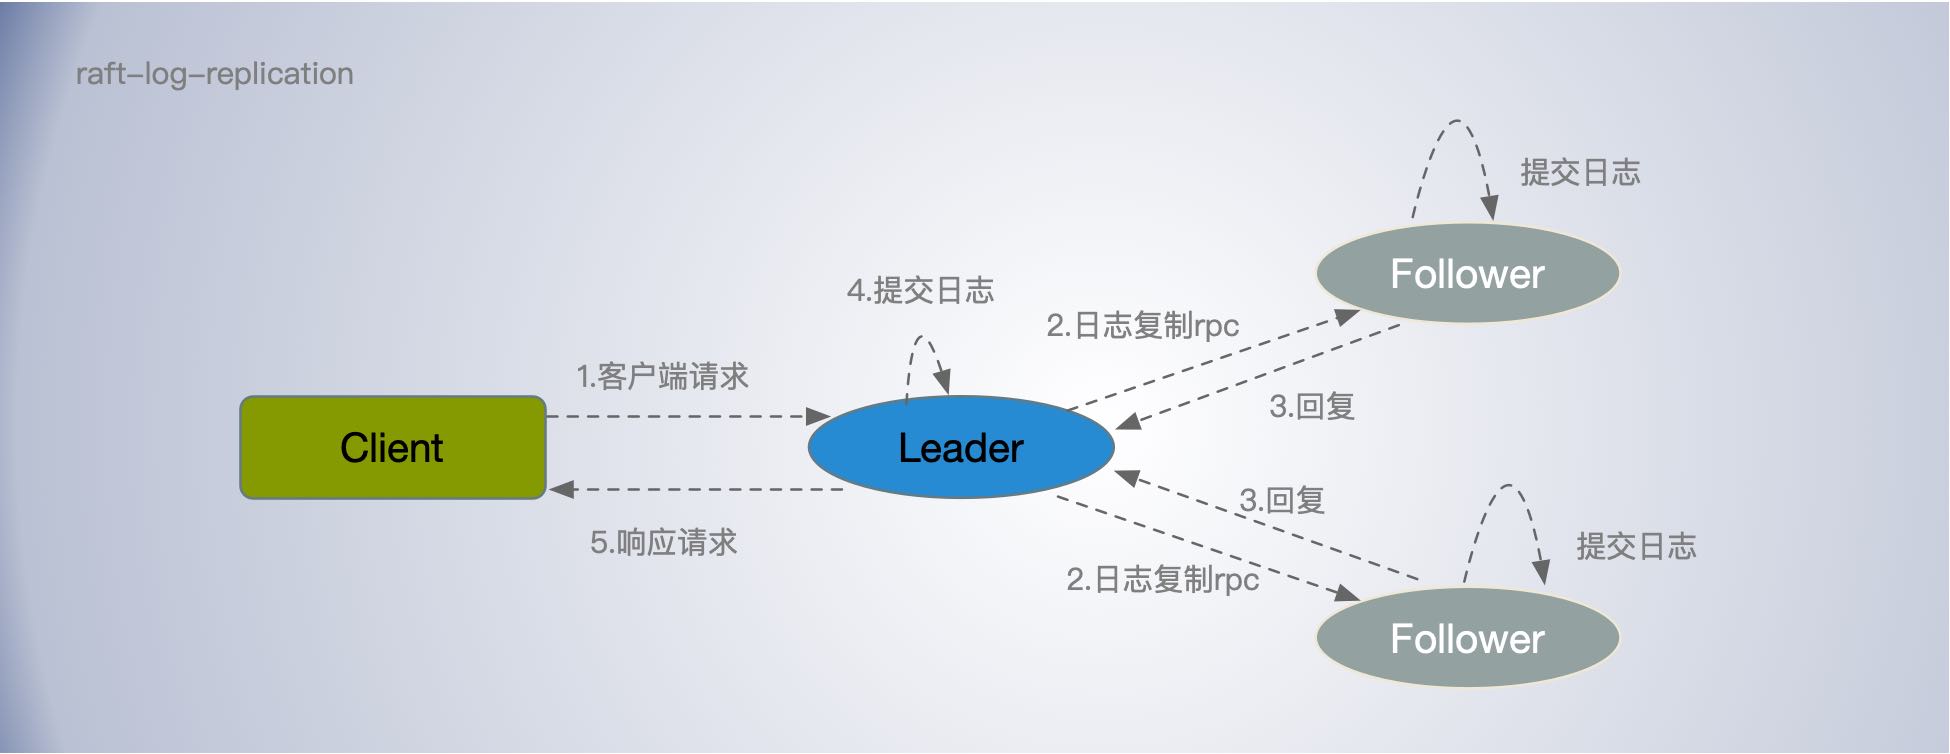 raft-log-replication
提交日志
Follower
4.提交日志
2.日志复制rpc
1.客户端请求
3.回复
Client
Leader
3.回复
5.响应请求
提交日志
2.日志复制rpc
Follower